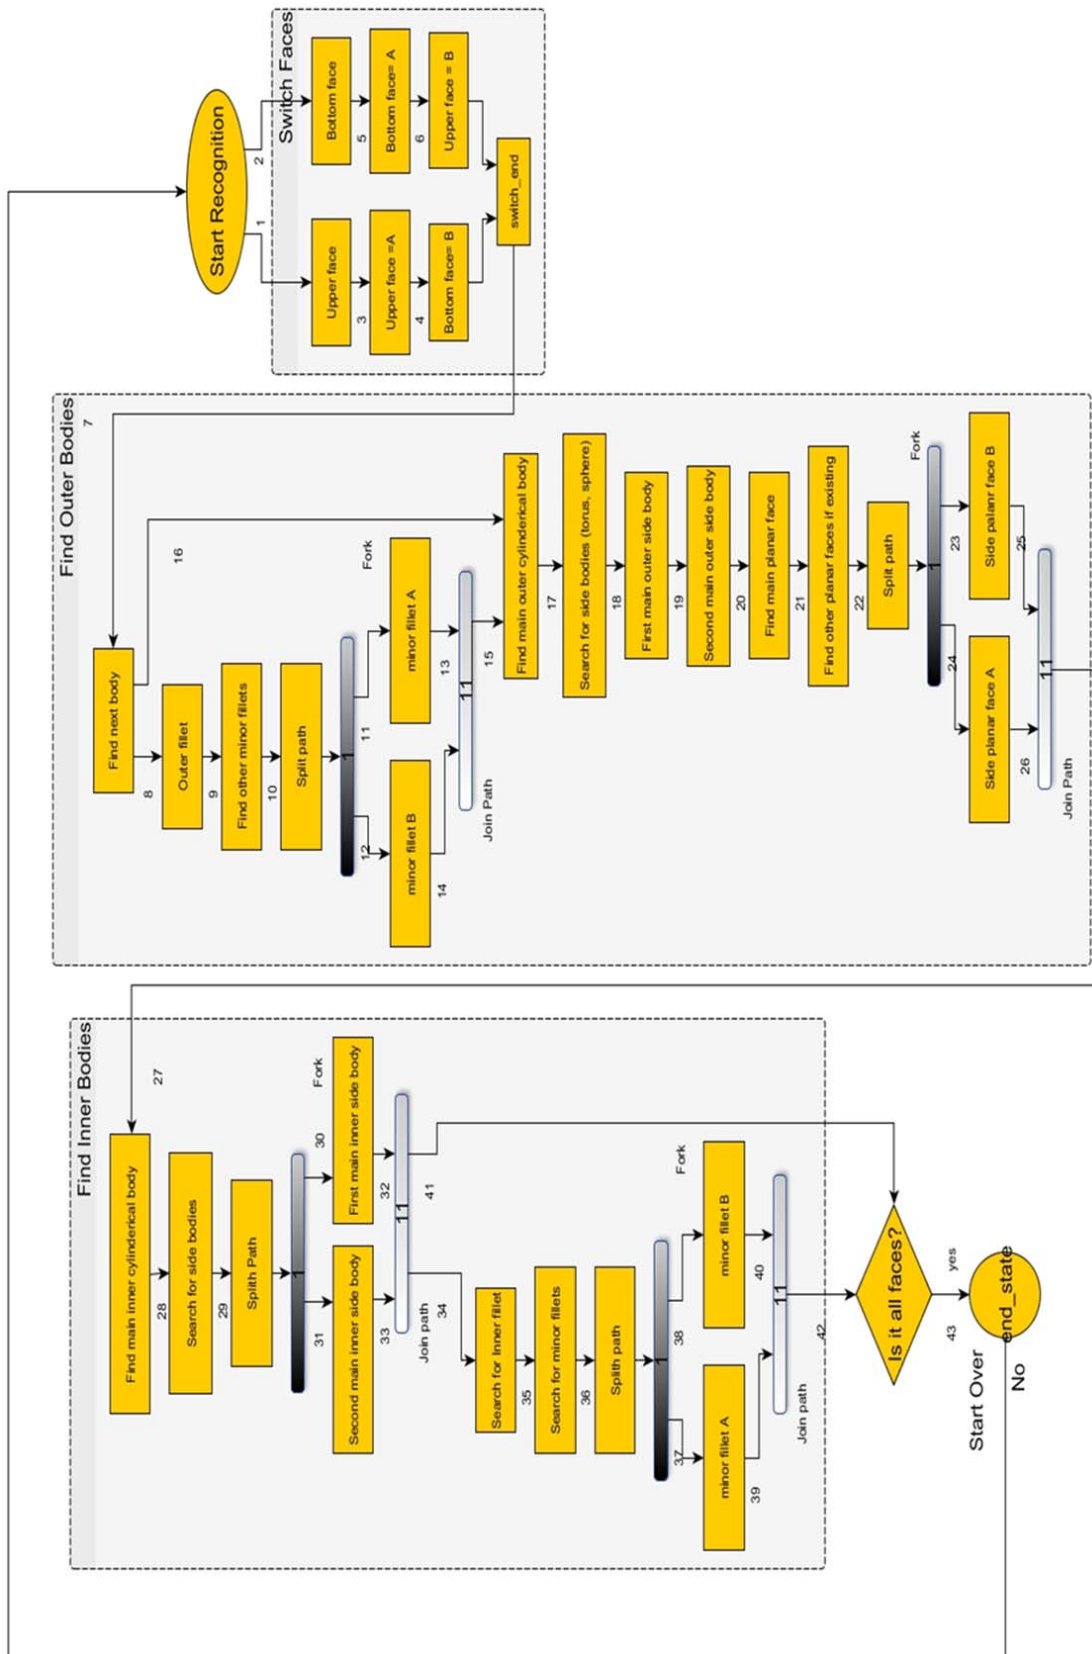 Start Recognition
1
2
Switch Faces
Upper face
3
Upper face =A
4
Bottom face= B
Bottom face
5
Bottom face= A
6
Upper face = B
switch_end
7
Find Outer Bodies
Find next body
8
Outer fillet
9
Find other minor fillets
10
Split path
1
Fork
11
12
minor fillet B
minor fillet A
13
14
11
Join Path
15
16
Find main outer cylinderical body
17
Search for side bodies (torus, sphere)
18
First main outer side body
19
Second main outer side body
20
Find main planar face
21
Find other planar faces if existing
22
Split path
Fork
1
23
24
Side planar face A
Side palanr face B
25
26
11
Join Path
Find Inner Bodies
27
Find main inner cylinderical body
28
Search for side bodies
29
Splith Path
1
Fork
30
31
Second main inner side body
First main inner side body
32
33
11
Join path
34
41
Search for Inner fillet
35
Search for minor fillets
36
Splith path
1
Fork
37
38
minor fillet A
minor fillet B
39
40
11
Join path
42
Is it all faces?
43
yes
end_state
Start Over
No